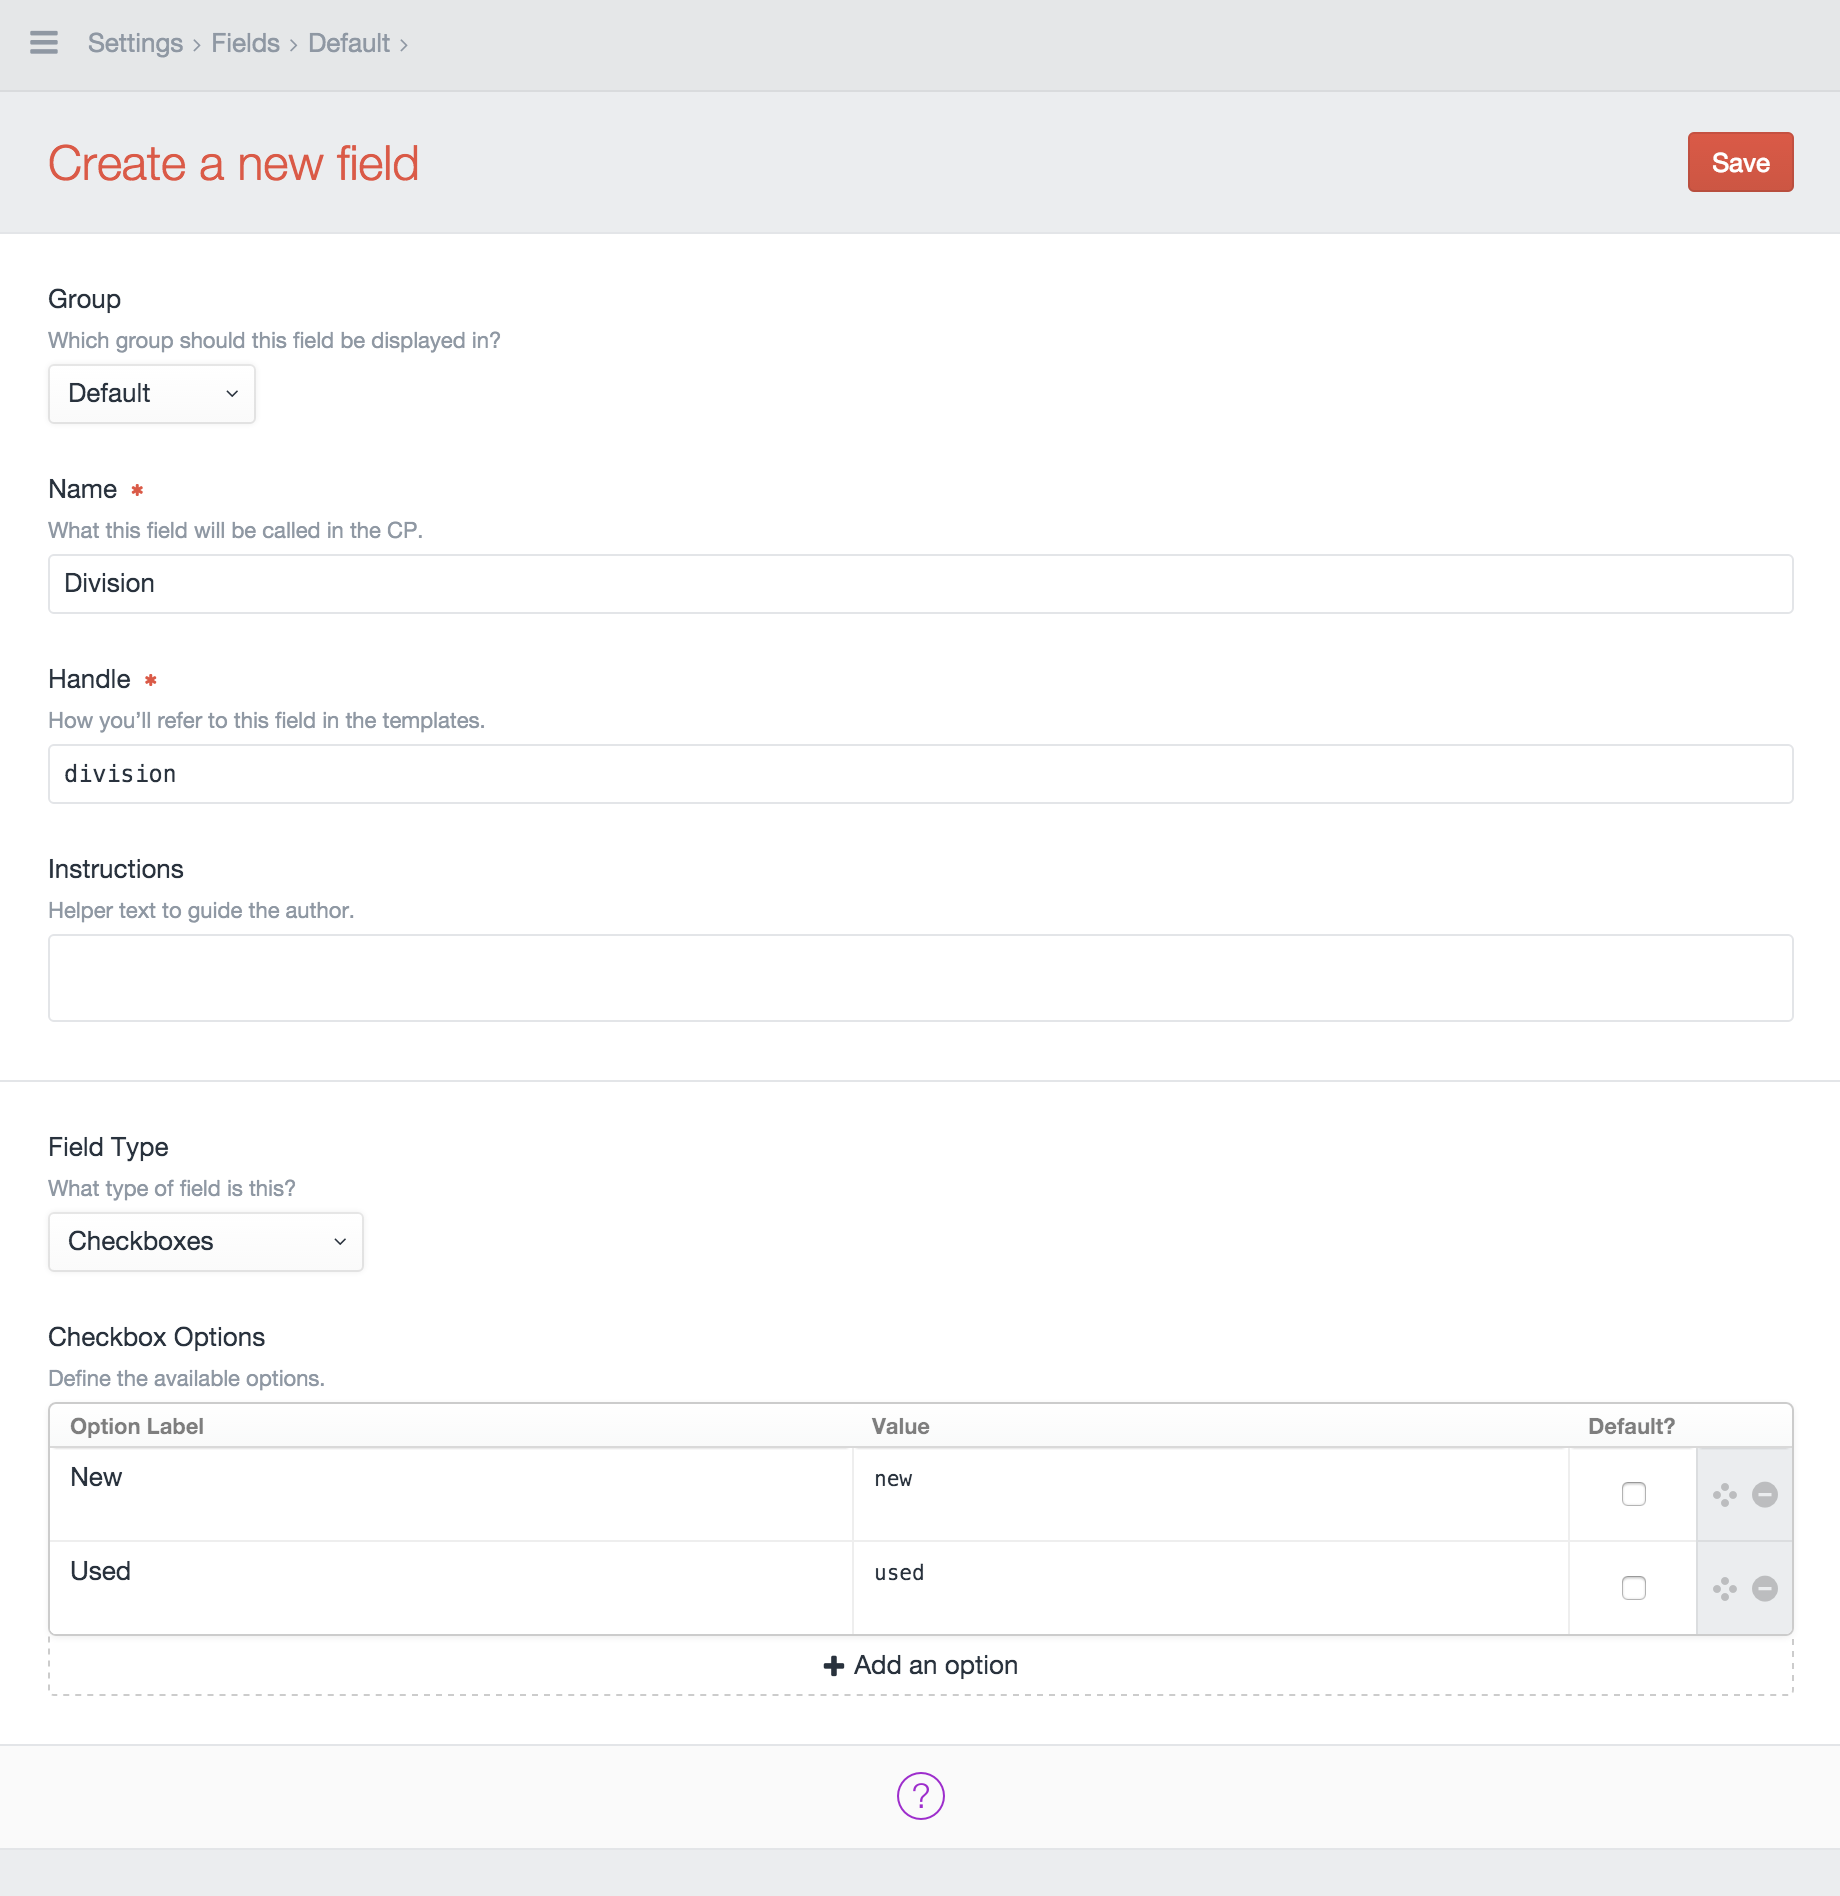 Settings › Fields › Default ›
Create a new field
Save
Group
Which group should this field be displayed in?
Default
Name *
What this field will be called in the CP.
Division
Handle *
How you’ll refer to this field in the templates.
division
Instructions
Helper text to guide the author.
Field Type
What type of field is this?
Checkboxes
Checkbox Options
Define the available options.
Option Label Value Default?
New new
Used used
+ Add an option
?